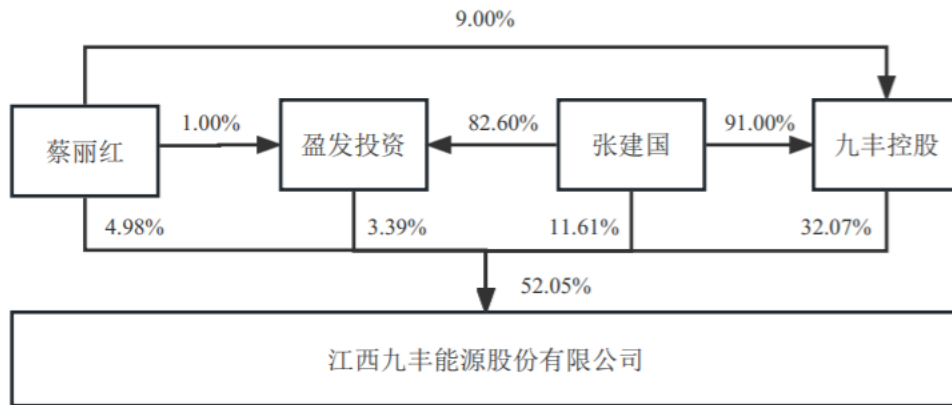 9.00%
蔡丽红
1.00%
盈发投资
82.60%
张建国
91.00%
九丰控股
4.98%
3.39%
11.61%
32.07%
52.05%
江西九丰能源股份有限公司